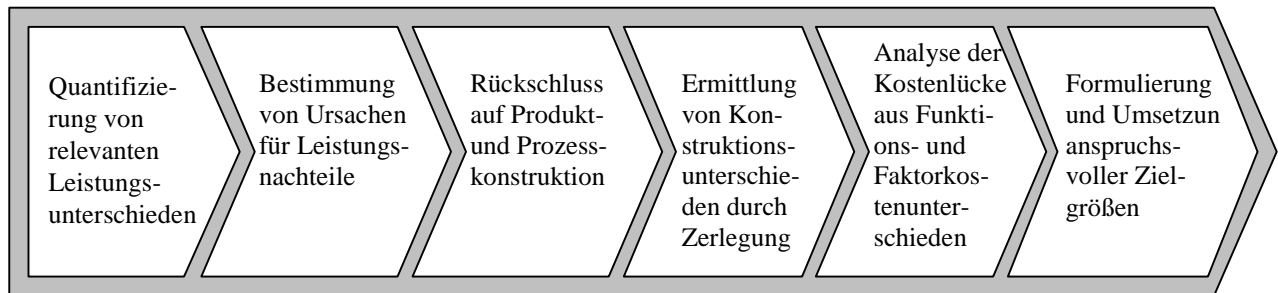 Quantifizie-
rung von
relevanten
Leistungs-
unterschieden
Bestimmung
von Ursachen
für Leistungs-
nachteile
Rückschluss
auf Produkt-
und Prozess-
konstruktion
Ermittlung
von Kon-
struktions-
unterschie-
den durch
Zerlegung
Analyse der
Kostenlücke
aus Funkti-
ons- und
Faktorkos-
tenunter-
schieden
Formulierung
und Umsetzun
anspruchs-
voller Ziel-
größen